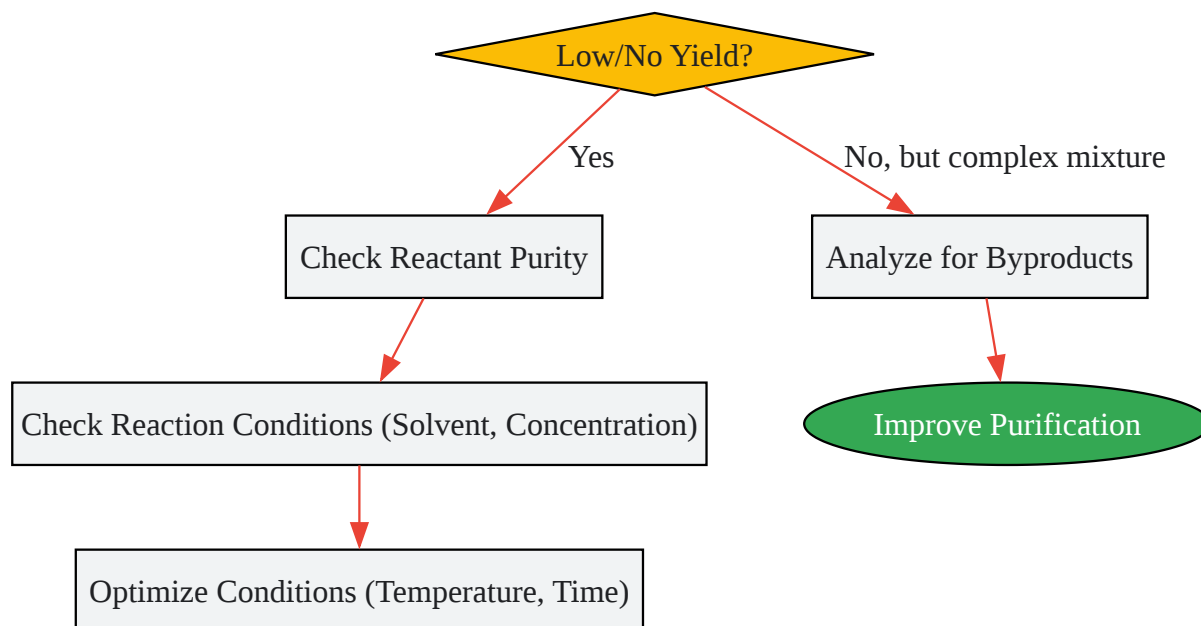 Low/No Yield?
Yes
No, but complex mixture
Check Reactant Purity
Analyze for Byproducts
Check Reaction Conditions (Solvent, Concentration)
Improve Purification
Optimize Conditions (Temperature, Time)